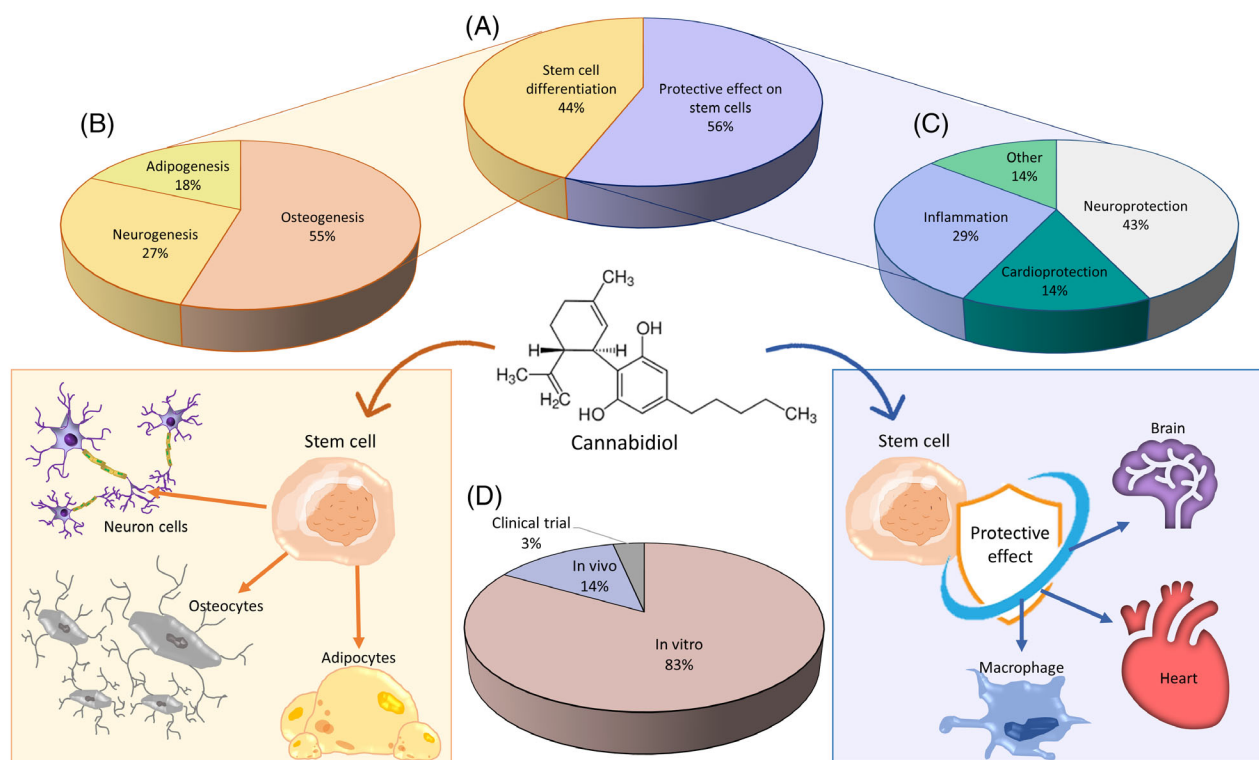 (A)
Stem cell
differentiation
44%
Protective effect on
stem cells
56%
(B)
Adipogenesis
18%
Neurogenesis
27%
Osteogenesis
55%
(C)
Other
14%
Neuroprotection
43%
Inflammation
29%
Cardioprotection
14%
CH₃
OH
H
H
H₃C
H₂C
HO
CH₃
Cannabidiol
Stem cell
Neuron cells
Osteocytes
Adipocytes
(D)
Clinical trial
3%
In vivo
14%
In vitro
83%
Stem cell
Protective
effect
Brain
Macrophage
Heart